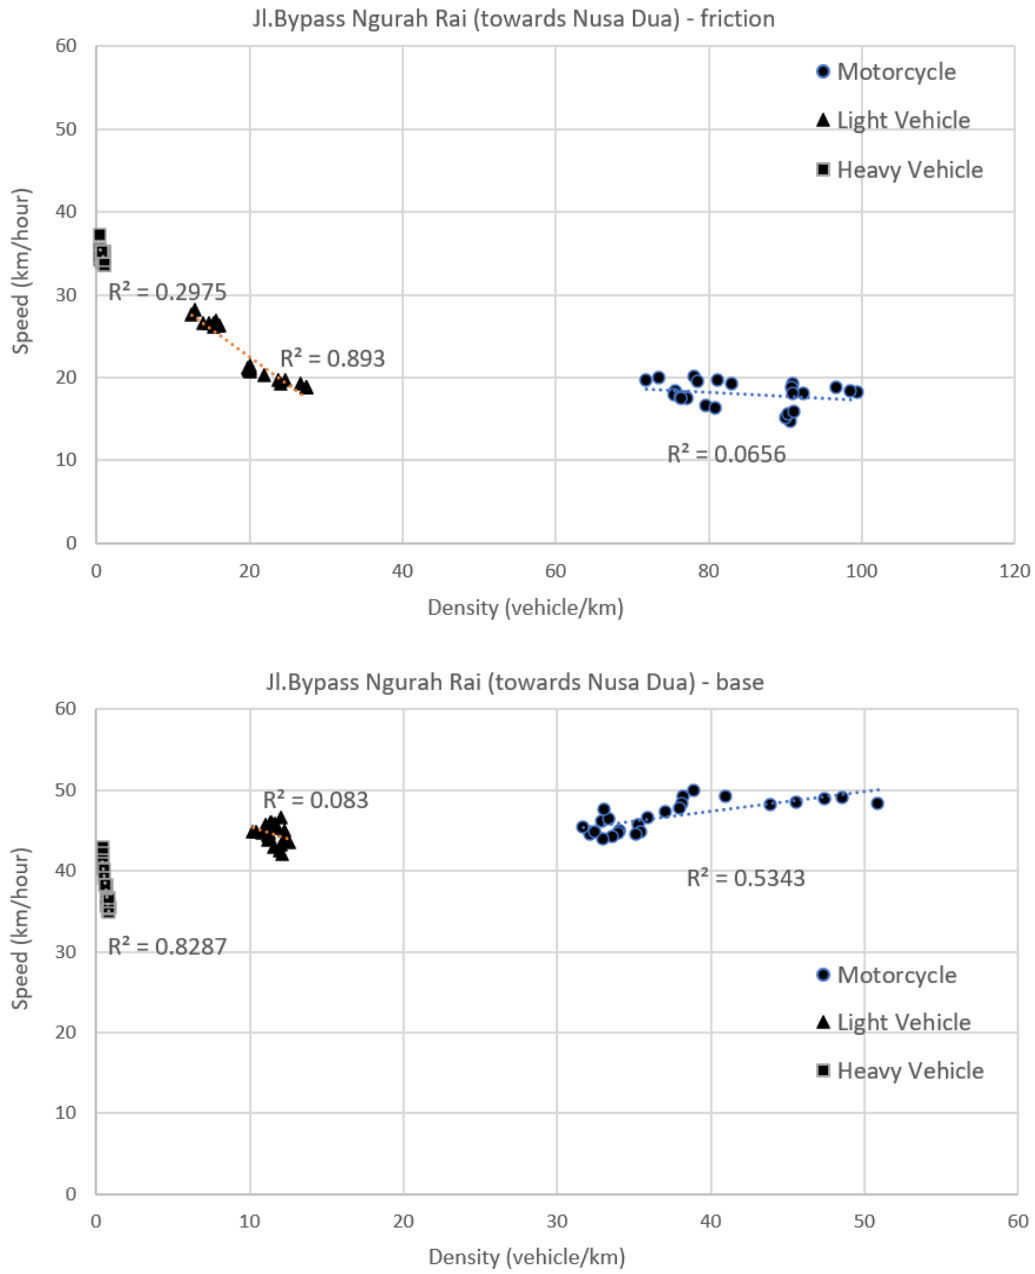 Jl.Bypass Ngurah Rai (towards Nusa Dua) - friction
60
50
40
30
20
10
0
Speed (km/hour)
Motorcycle
Light Vehicle
Heavy Vehicle
R² = 0.2975
R² = 0.893
R² = 0.0656
0 20 40 60 80 100 120
Density (vehicle/km)
Jl.Bypass Ngurah Rai (towards Nusa Dua) - base
60
50
40
30
20
10
0
Speed (km/hour)
R² = 0.083
R² = 0.5343
R² = 0.8287
Motorcycle
Light Vehicle
Heavy Vehicle
0 10 20 30 40 50 60
Density (vehicle/km)